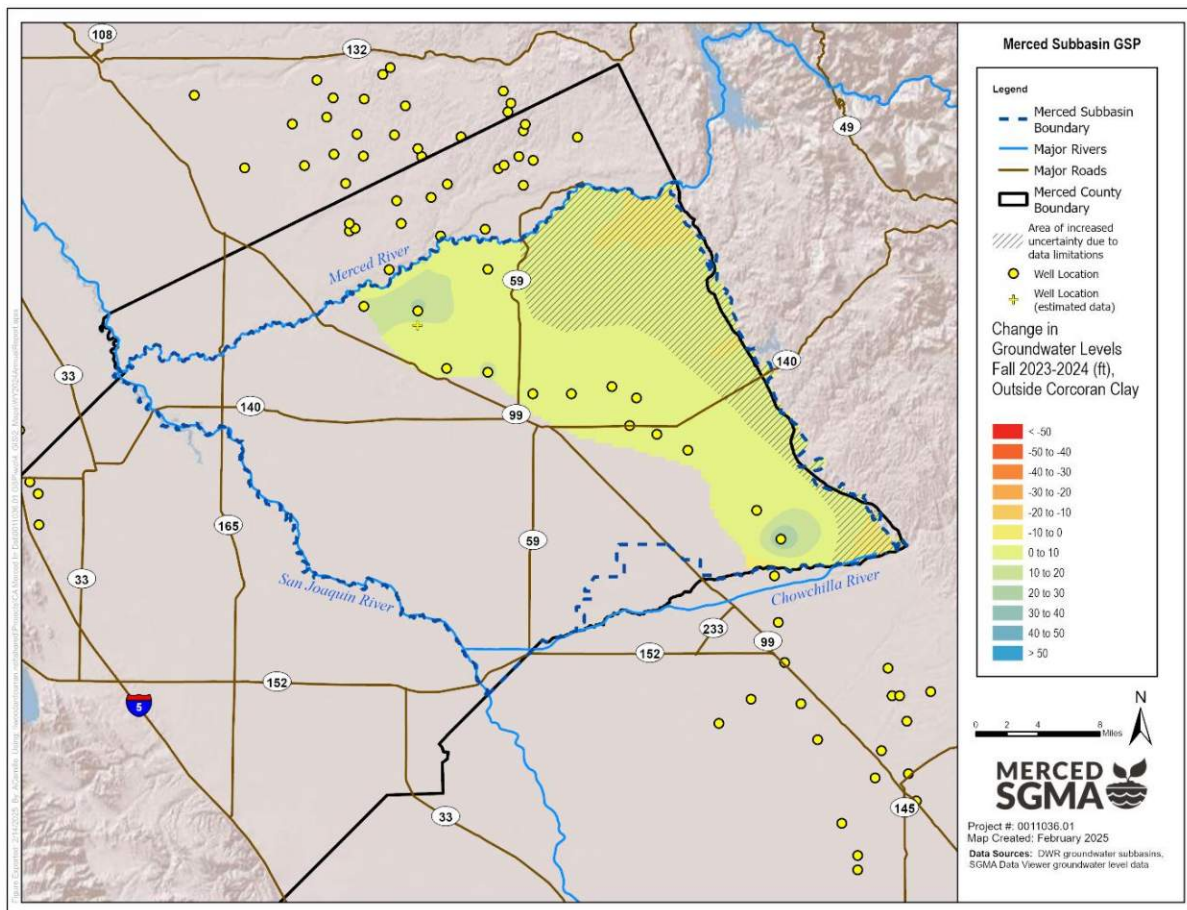 Merced Subbasin GSP
Legend
Merced Subbasin
Boundary
Major Rivers
Major Roads
Merced County
Boundary
Area of increased
uncertainty due to
data limitations
Well Location
Well Location
(estimated data)
Change in
Groundwater Levels
Fall 2023-2024 (ft),
Outside Corcoran Clay
< -50
-50 to -40
-40 to -30
-30 to -20
-20 to -10
-10 to 0
0 to 10
10 to 20
20 to 30
30 to 40
40 to 50
> 50
N
0 2 4 8
Miles
MERCED
SGMA
Project #: 0011036.01
Map Created: February 2025
Data Sources: DWR groundwater subbasins,
SGMA Data Viewer groundwater level data
108
132
49
Merced River
59
33
140
140
99
165
59
33
San Joaquin River
Chowchilla River
233
99
152
152
5
33
145
Figure Exported: 2/14/2025 By: